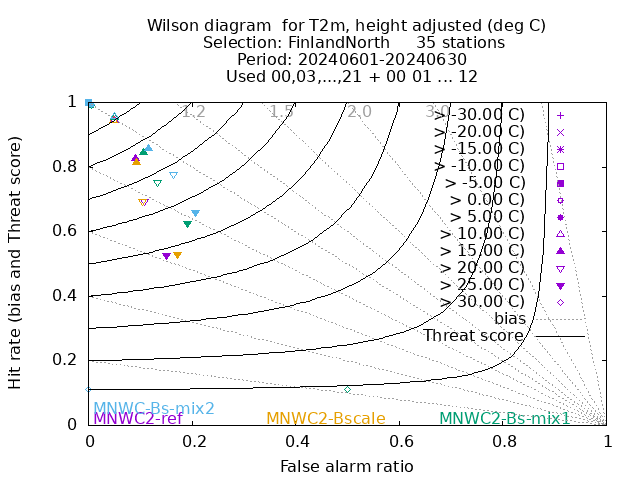 Wilson diagram  for T2m, height adjusted (deg C)
Selection: FinlandNorth     35 stations
Period: 20240601-20240630
Used 00,03,...,21 + 00 01 ... 12
Hit rate (bias and Threat score)
1
0.8
0.6
0.4
0.2
0
1.2
1.5
2.0
3.0
> -30.00 C)
> -20.00 C)
> -15.00 C)
> -10.00 C)
> -5.00 C)
> 0.00 C)
> 5.00 C)
> 10.00 C)
> 15.00 C)
> 20.00 C)
> 25.00 C)
> 30.00 C)
bias
Threat score
MNWC-Bs-mix2
MNWC2-ref
MNWC2-Bscale
MNWC2-Bs-mix1
0
0.2
0.4
0.6
0.8
1
False alarm ratio